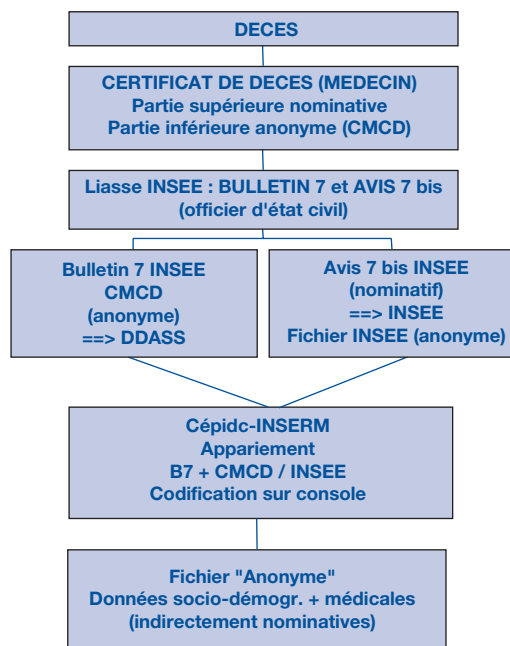 DECES
CERTIFICAT DE DECES (MEDECIN)
Partie supérieure nominative
Partie inférieure anonyme (CMCD)
Liasse INSEE : BULLETIN 7 et AVIS 7 bis
(officier d'état civil)
Bulletin 7 INSEE
CMCD
(anonyme)
==> DDASS
Avis 7 bis INSEE
(nominatif)
==> INSEE
Fichier INSEE (anonyme)
Cépidc-INSERM
Appariement
B7 + CMCD / INSEE
Codification sur console
Fichier "Anonyme"
Données socio-démogr. + médicales
(indirectement nominatives)